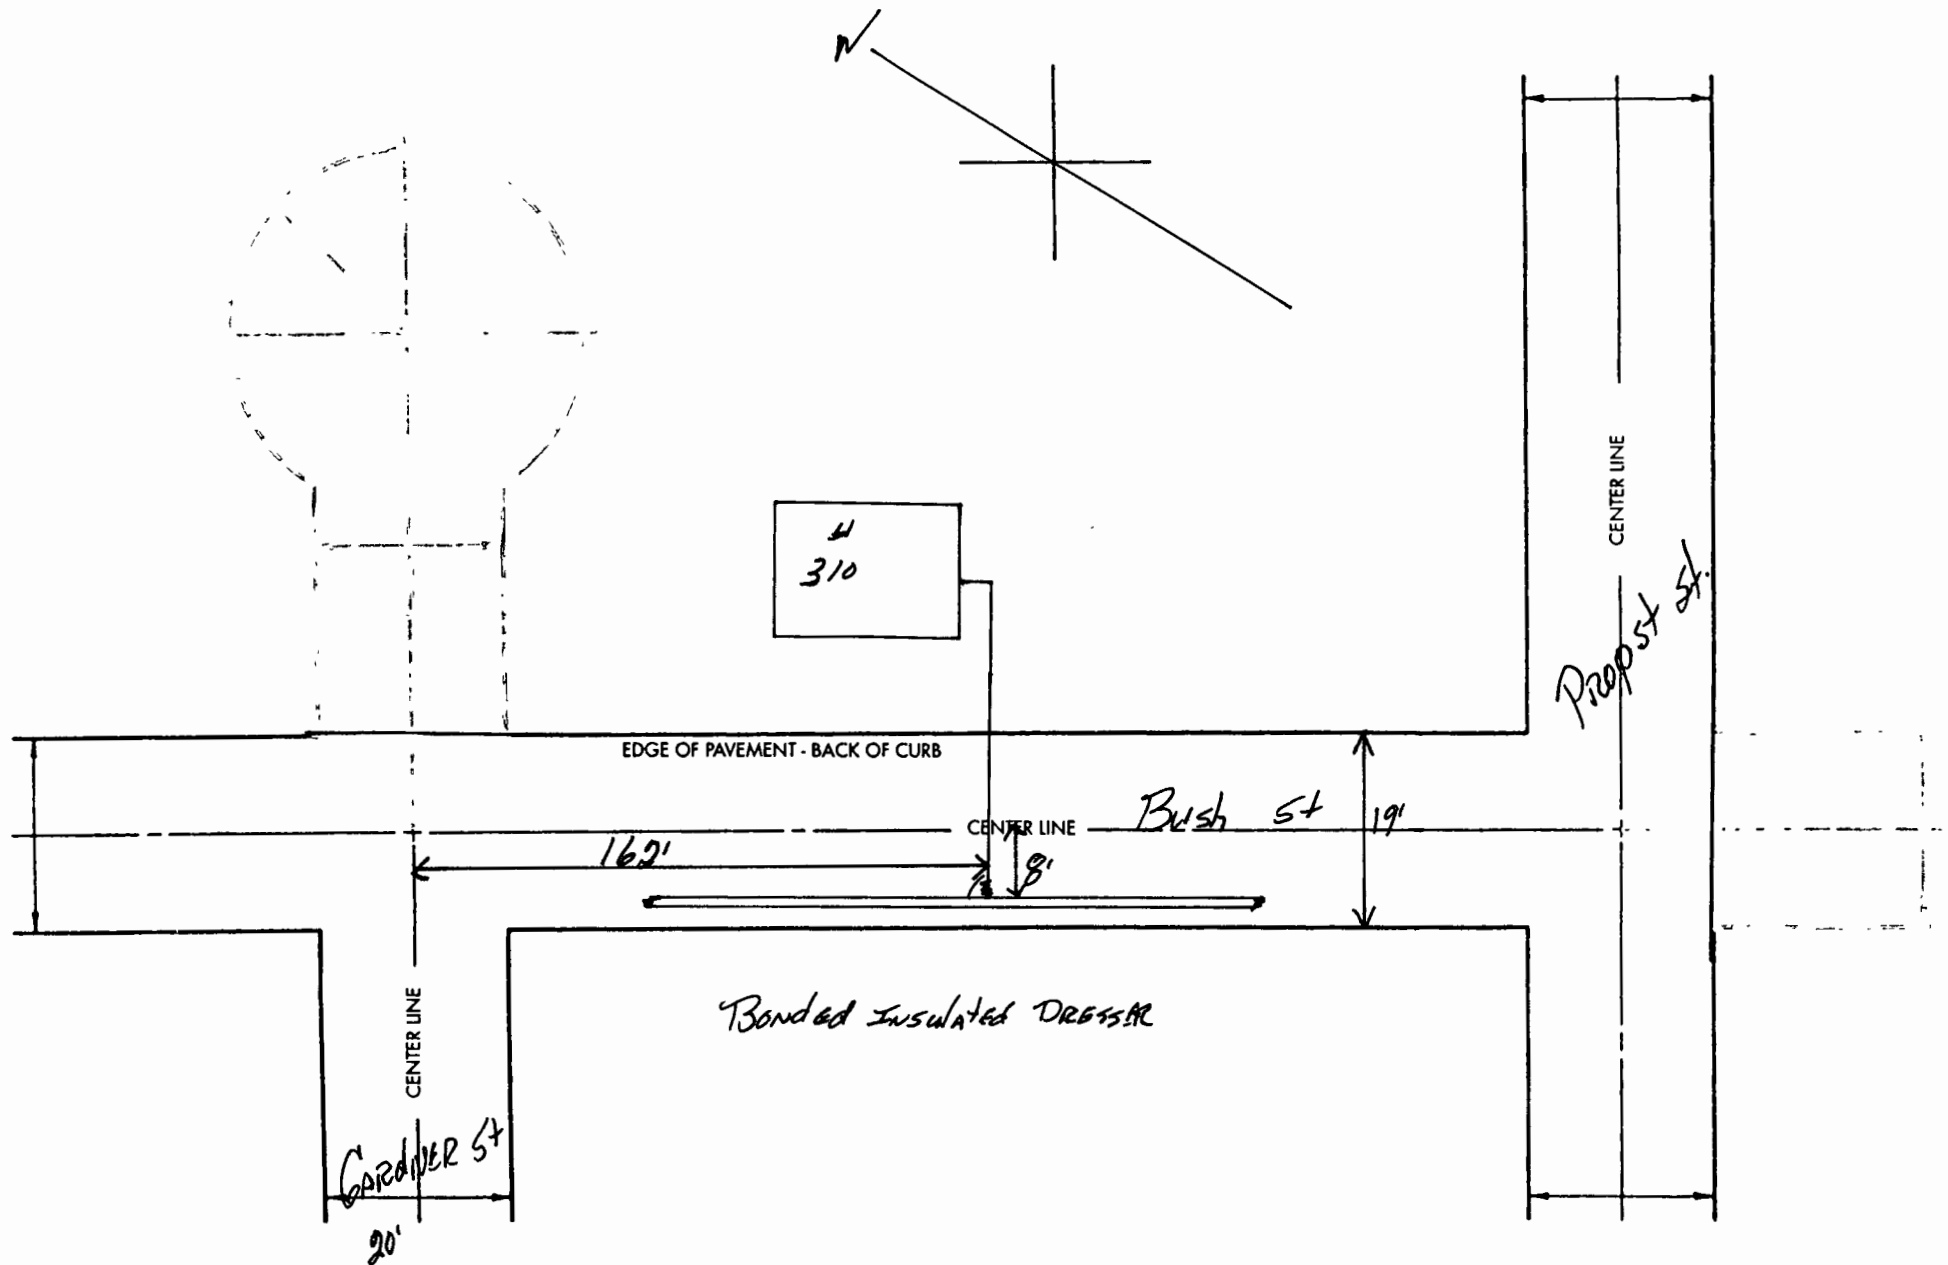 N
CENTER LINE
#
310
Propst St.
EDGE OF PAVEMENT - BACK OF CURB
CENTER LINE
Bush St
19'
162'
8'
Bonded Insulated Dresser
CENTER LINE
Gardner St
20'